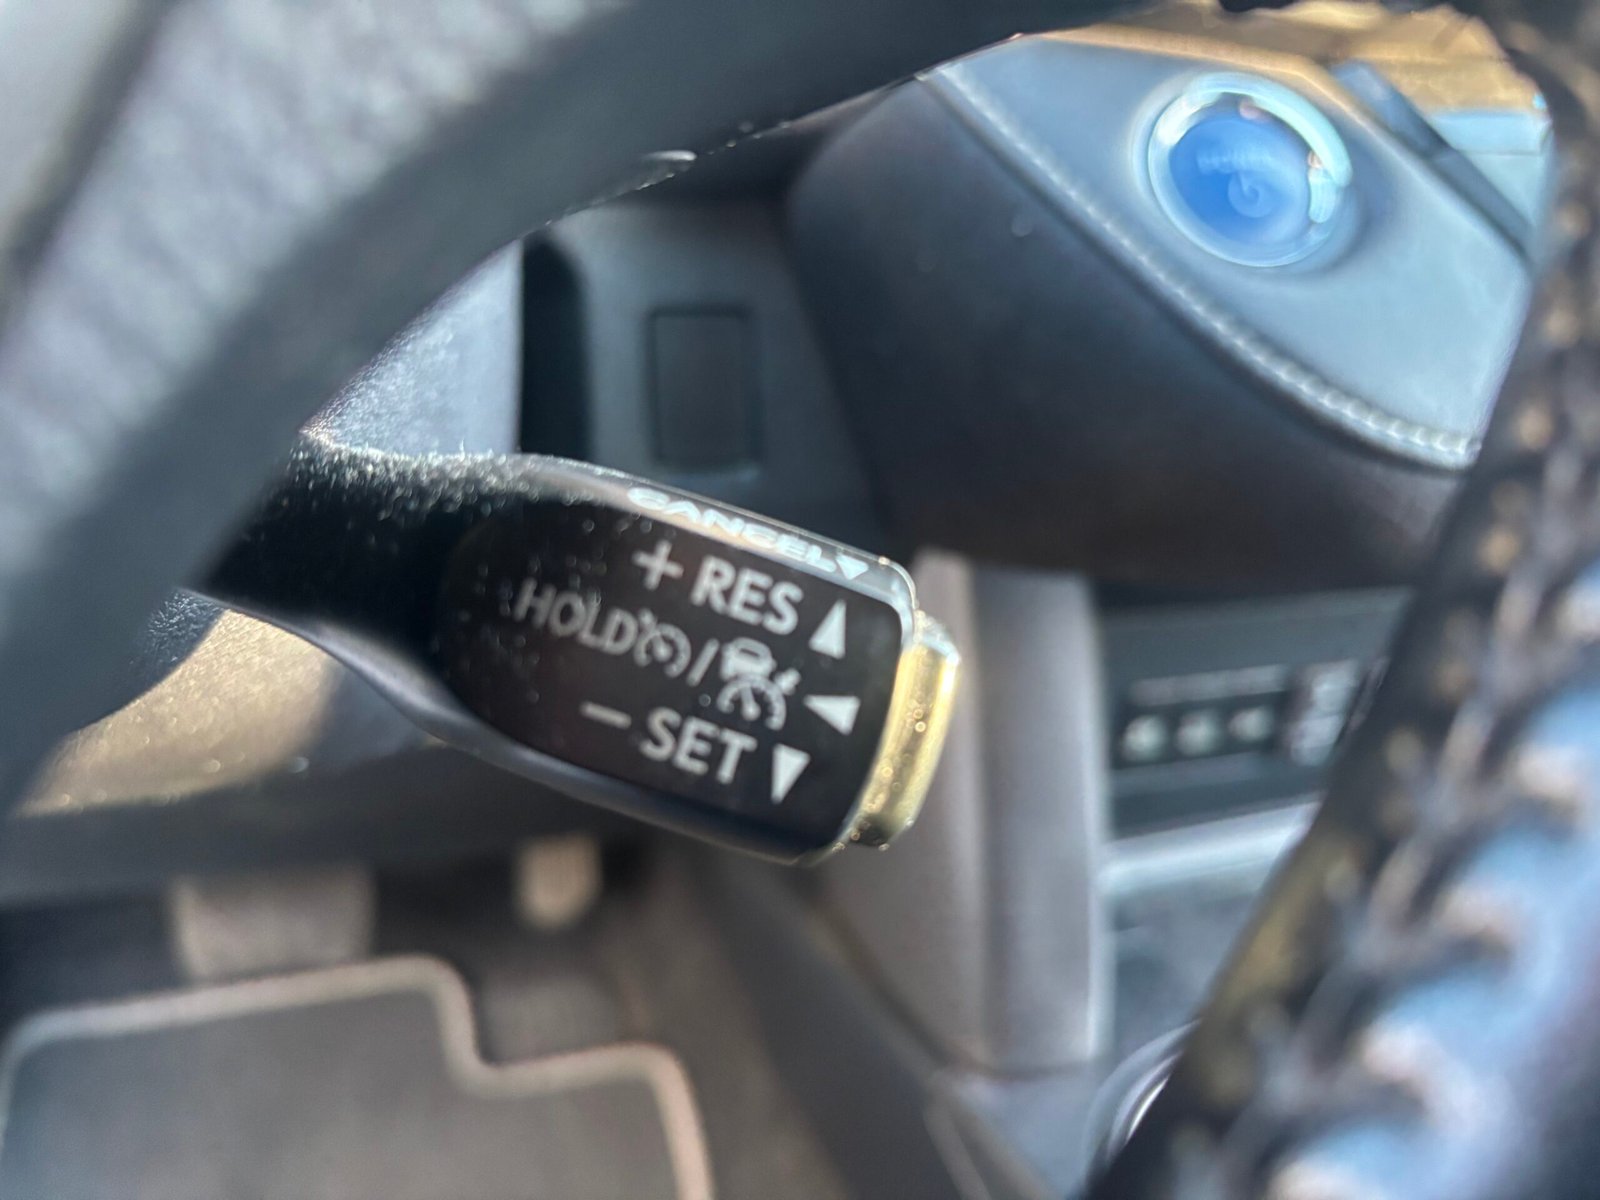 CANCEL▼
+ RES ▲
HOLD / ◀
− SET ▼